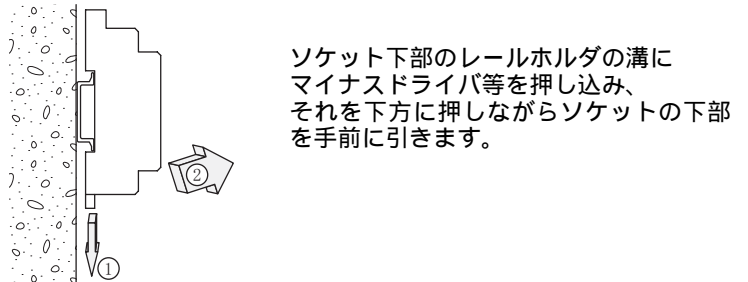 ソケット下部のレールホルダの溝に
マイナスドライバ等を押し込み、
それを下方に押しながらソケットの下部
を手前に引きます。
②
①